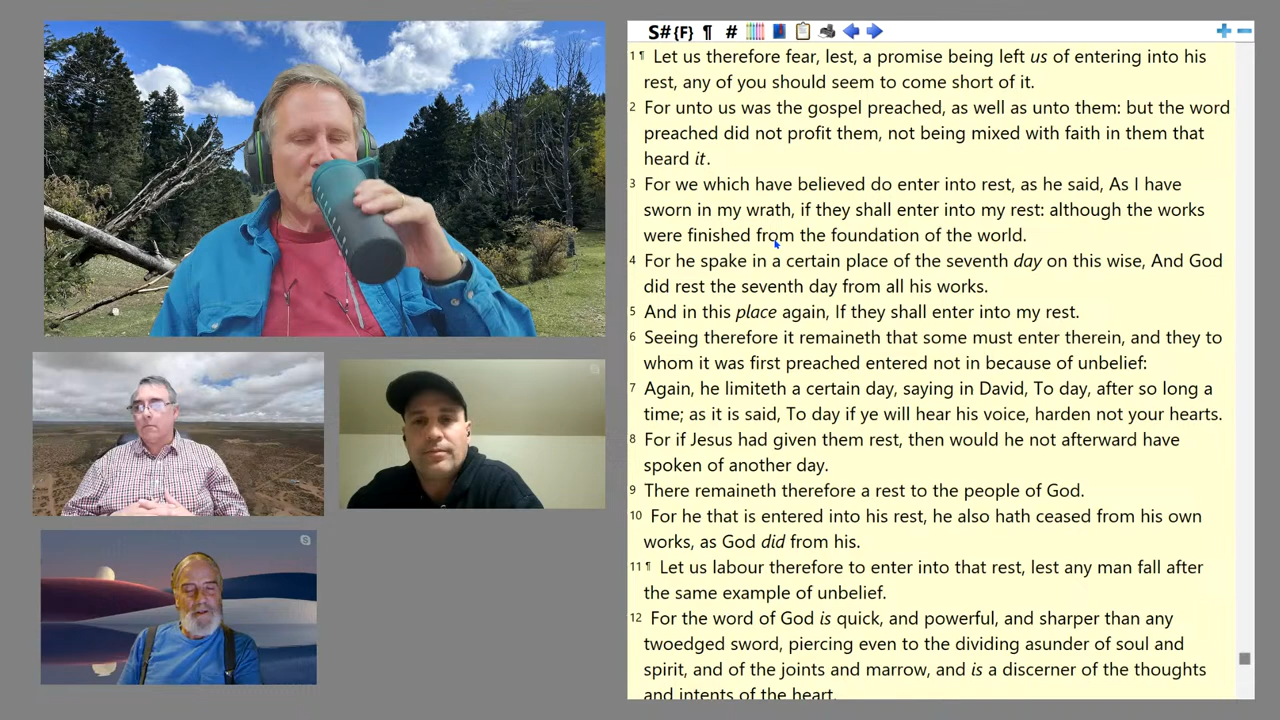 S# {F} ¶ #
1 ¶ Let us therefore fear, lest, a promise being left us of entering into his
rest, any of you should seem to come short of it.
2 For unto us was the gospel preached, as well as unto them: but the word
preached did not profit them, not being mixed with faith in them that
heard it.
3 For we which have believed do enter into rest, as he said, As I have
sworn in my wrath, if they shall enter into my rest: although the works
were finished from the foundation of the world.
4 For he spake in a certain place of the seventh day on this wise, And God
did rest the seventh day from all his works.
5 And in this place again, If they shall enter into my rest.
6 Seeing therefore it remaineth that some must enter therein, and they to
whom it was first preached entered not in because of unbelief:
7 Again, he limiteth a certain day, saying in David, To day, after so long a
time; as it is said, To day if ye will hear his voice, harden not your hearts.
8 For if Jesus had given them rest, then would he not afterward have
spoken of another day.
9 There remaineth therefore a rest to the people of God.
10 For he that is entered into his rest, he also hath ceased from his own
works, as God did from his.
11 ¶ Let us labour therefore to enter into that rest, lest any man fall after
the same example of unbelief.
12 For the word of God is quick, and powerful, and sharper than any
twoedged sword, piercing even to the dividing asunder of soul and
spirit, and of the joints and marrow, and is a discerner of the thoughts
and intents of the heart.